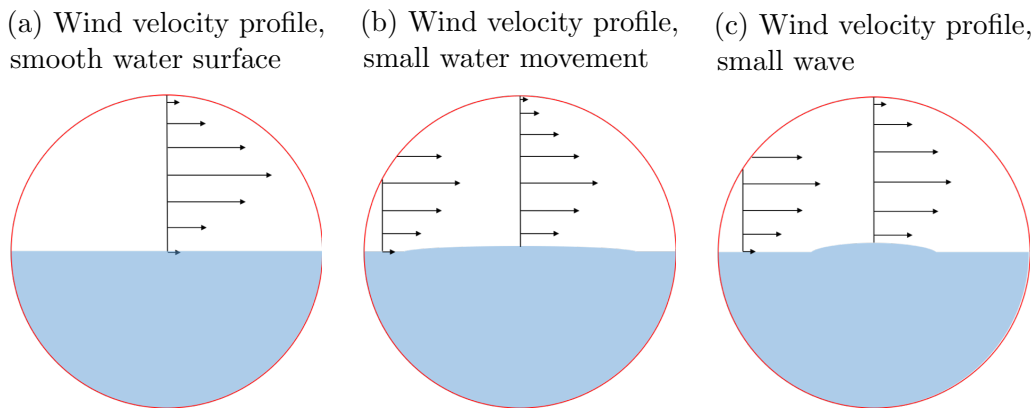 (a) Wind velocity profile,
smooth water surface
(b) Wind velocity profile,
small water movement
(c) Wind velocity profile,
small wave